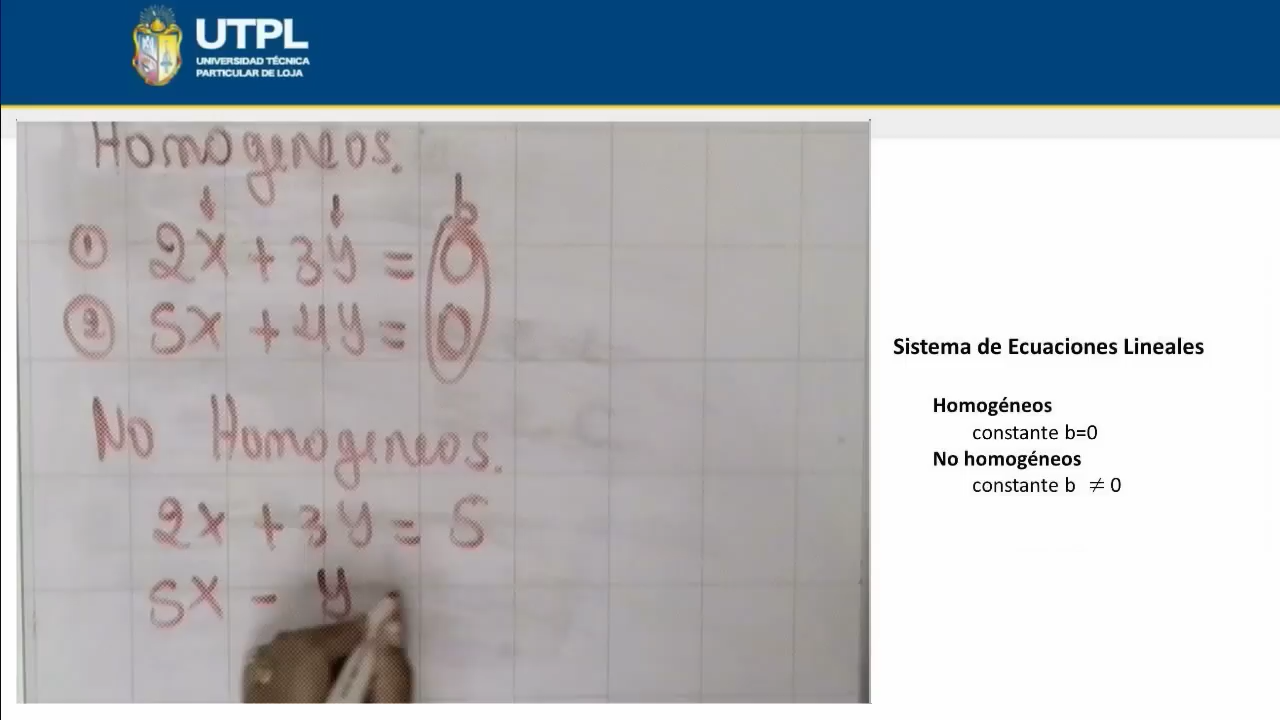 UTPL
UNIVERSIDAD TÉCNICA
PARTICULAR DE LOJA
Homogeneos.
b
① 2x + 3y = 0
② 5x + 4y = 0
No Homogeneos.
2x + 3y = 5
5x - y
Sistema de Ecuaciones Lineales
Homogéneos
constante b=0
No homogéneos
constante b ≠ 0